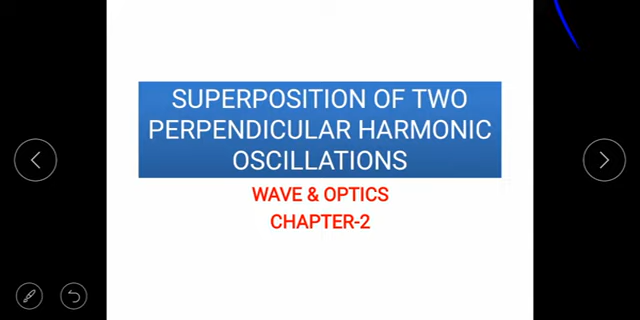 SUPERPOSITION OF TWO
PERPENDICULAR HARMONIC
OSCILLATIONS
WAVE & OPTICS
CHAPTER-2